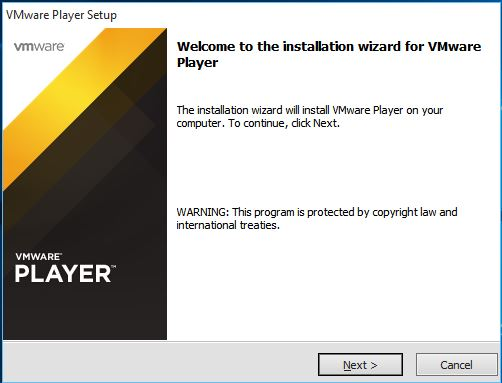 VMware Player Setup
vmware
Welcome to the installation wizard for VMware
Player
The installation wizard will install VMware Player on your
computer. To continue, click Next.
WARNING: This program is protected by copyright law and
international treaties.
VMWARE™
PLAYER™
Next >
Cancel